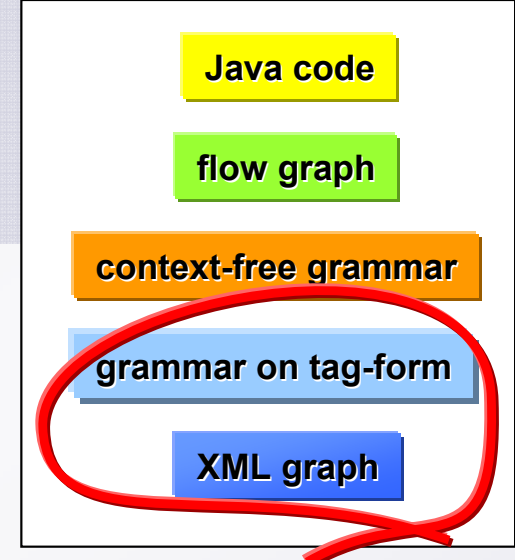 Java code
flow graph
context-free grammar
grammar on tag-form
XML graph